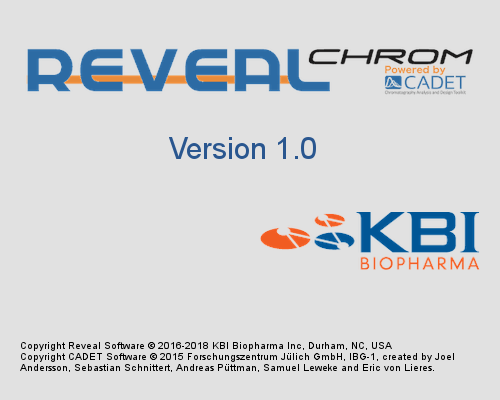 REVEAL CHROM
Powered by
CADET
Chromatography Analysis and Design Toolkit
Version 1.0
KBI
BIOPHARMA
Copyright Reveal Software © 2016-2018 KBI Biopharma Inc, Durham, NC, USA
Copyright CADET Software © 2015 Forschungszentrum Jülich GmbH, IBG-1, created by Joel
Andersson, Sebastian Schnittert, Andreas Püttman, Samuel Leweke and Eric von Lieres.